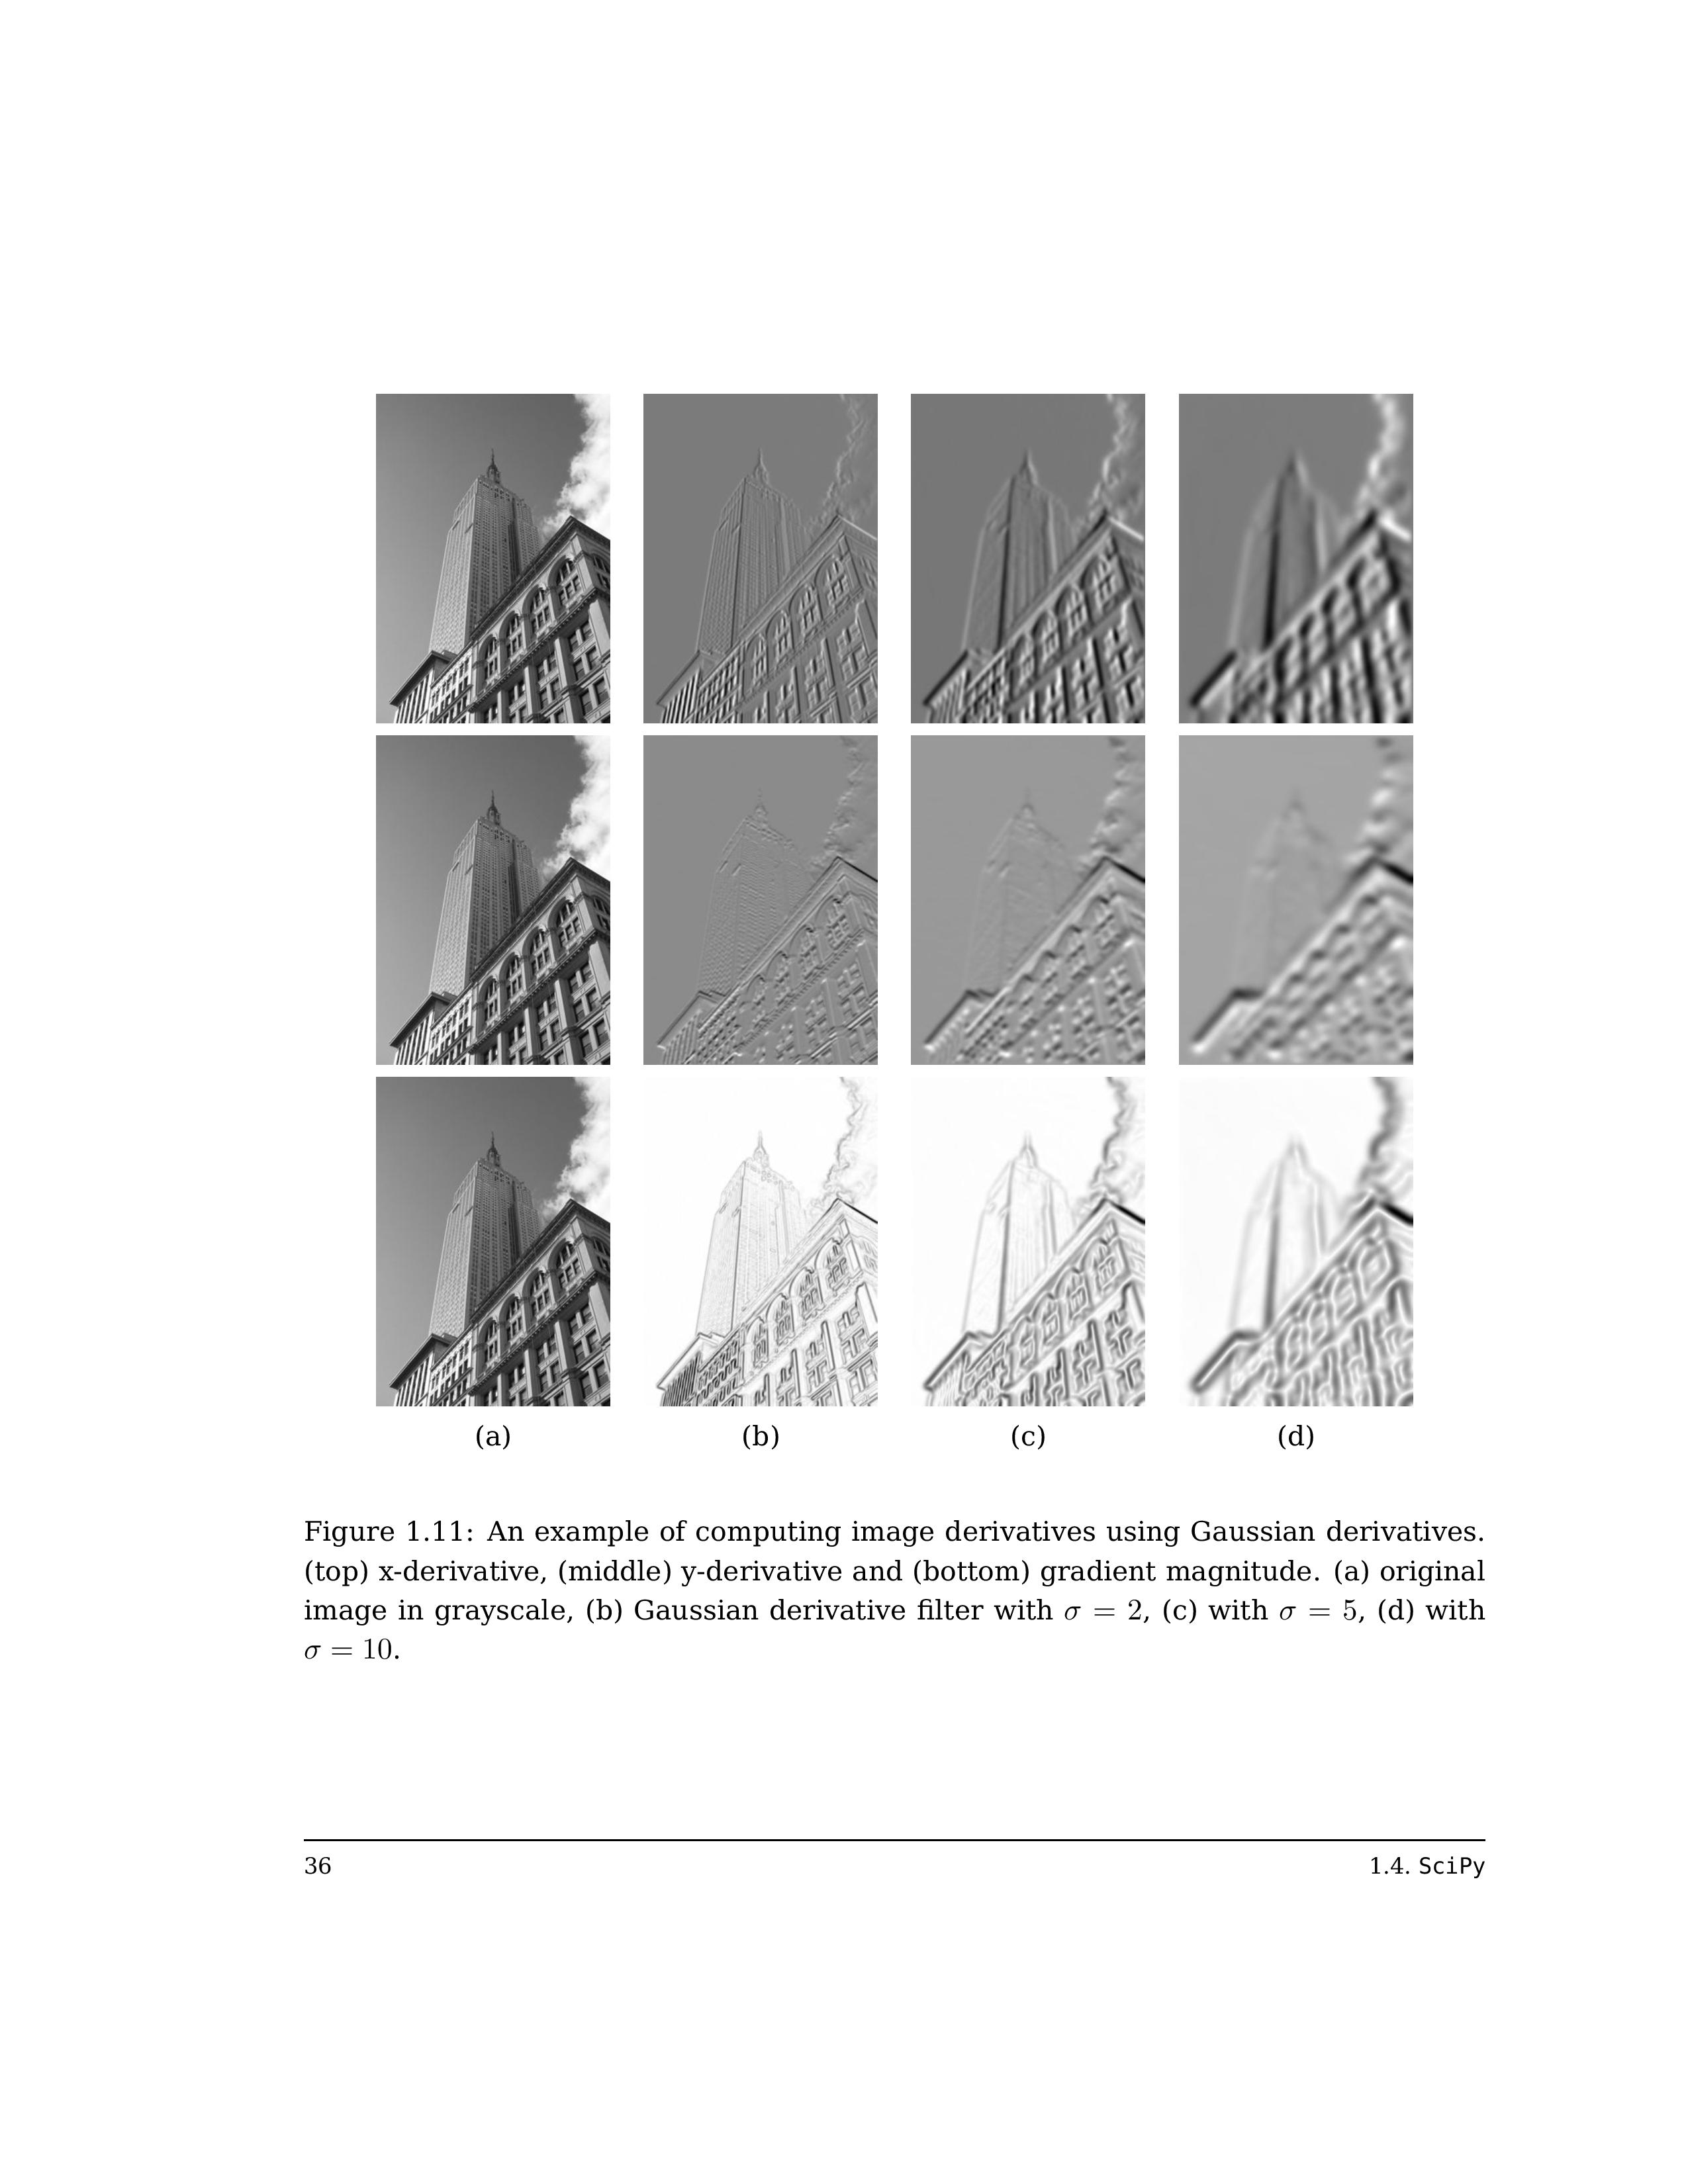 (a) (b) (c) (d)
Figure 1.11: An example of computing image derivatives using Gaussian derivatives.
(top) x-derivative, (middle) y-derivative and (bottom) gradient magnitude. (a) original
image in grayscale, (b) Gaussian derivative filter with σ = 2, (c) with σ = 5, (d) with
σ = 10.
36 1.4. SciPy